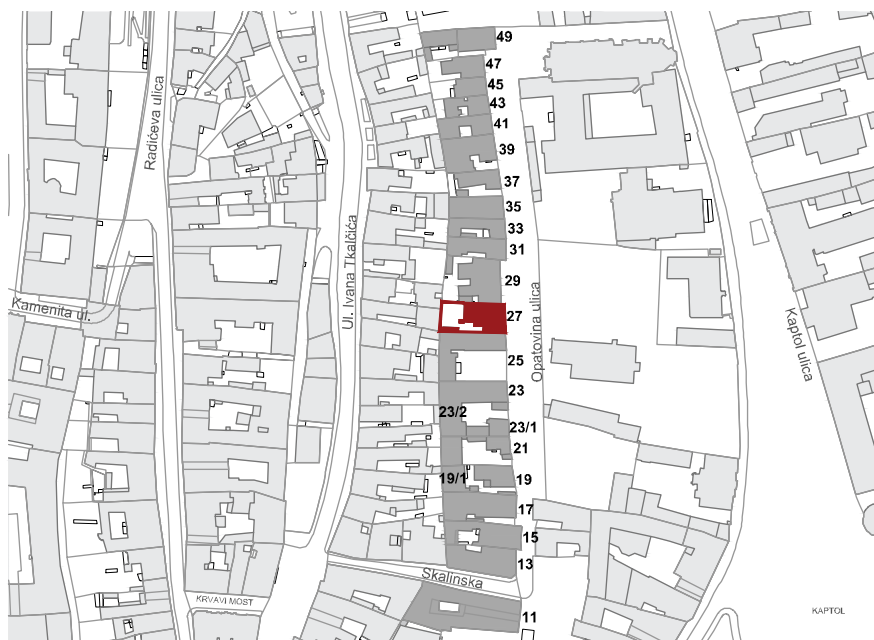 49
47
45
43
41
39
37
35
33
31
29
27
25
23
23/2
23/1
21
19/1
19
17
15
13
11
Radićeva ulica
Ul. Ivana Tkalčića
Kamenita ul.
Opatovina ulica
Kaptol ulica
Skalinska
KRVAVI MOST
KAPTOL